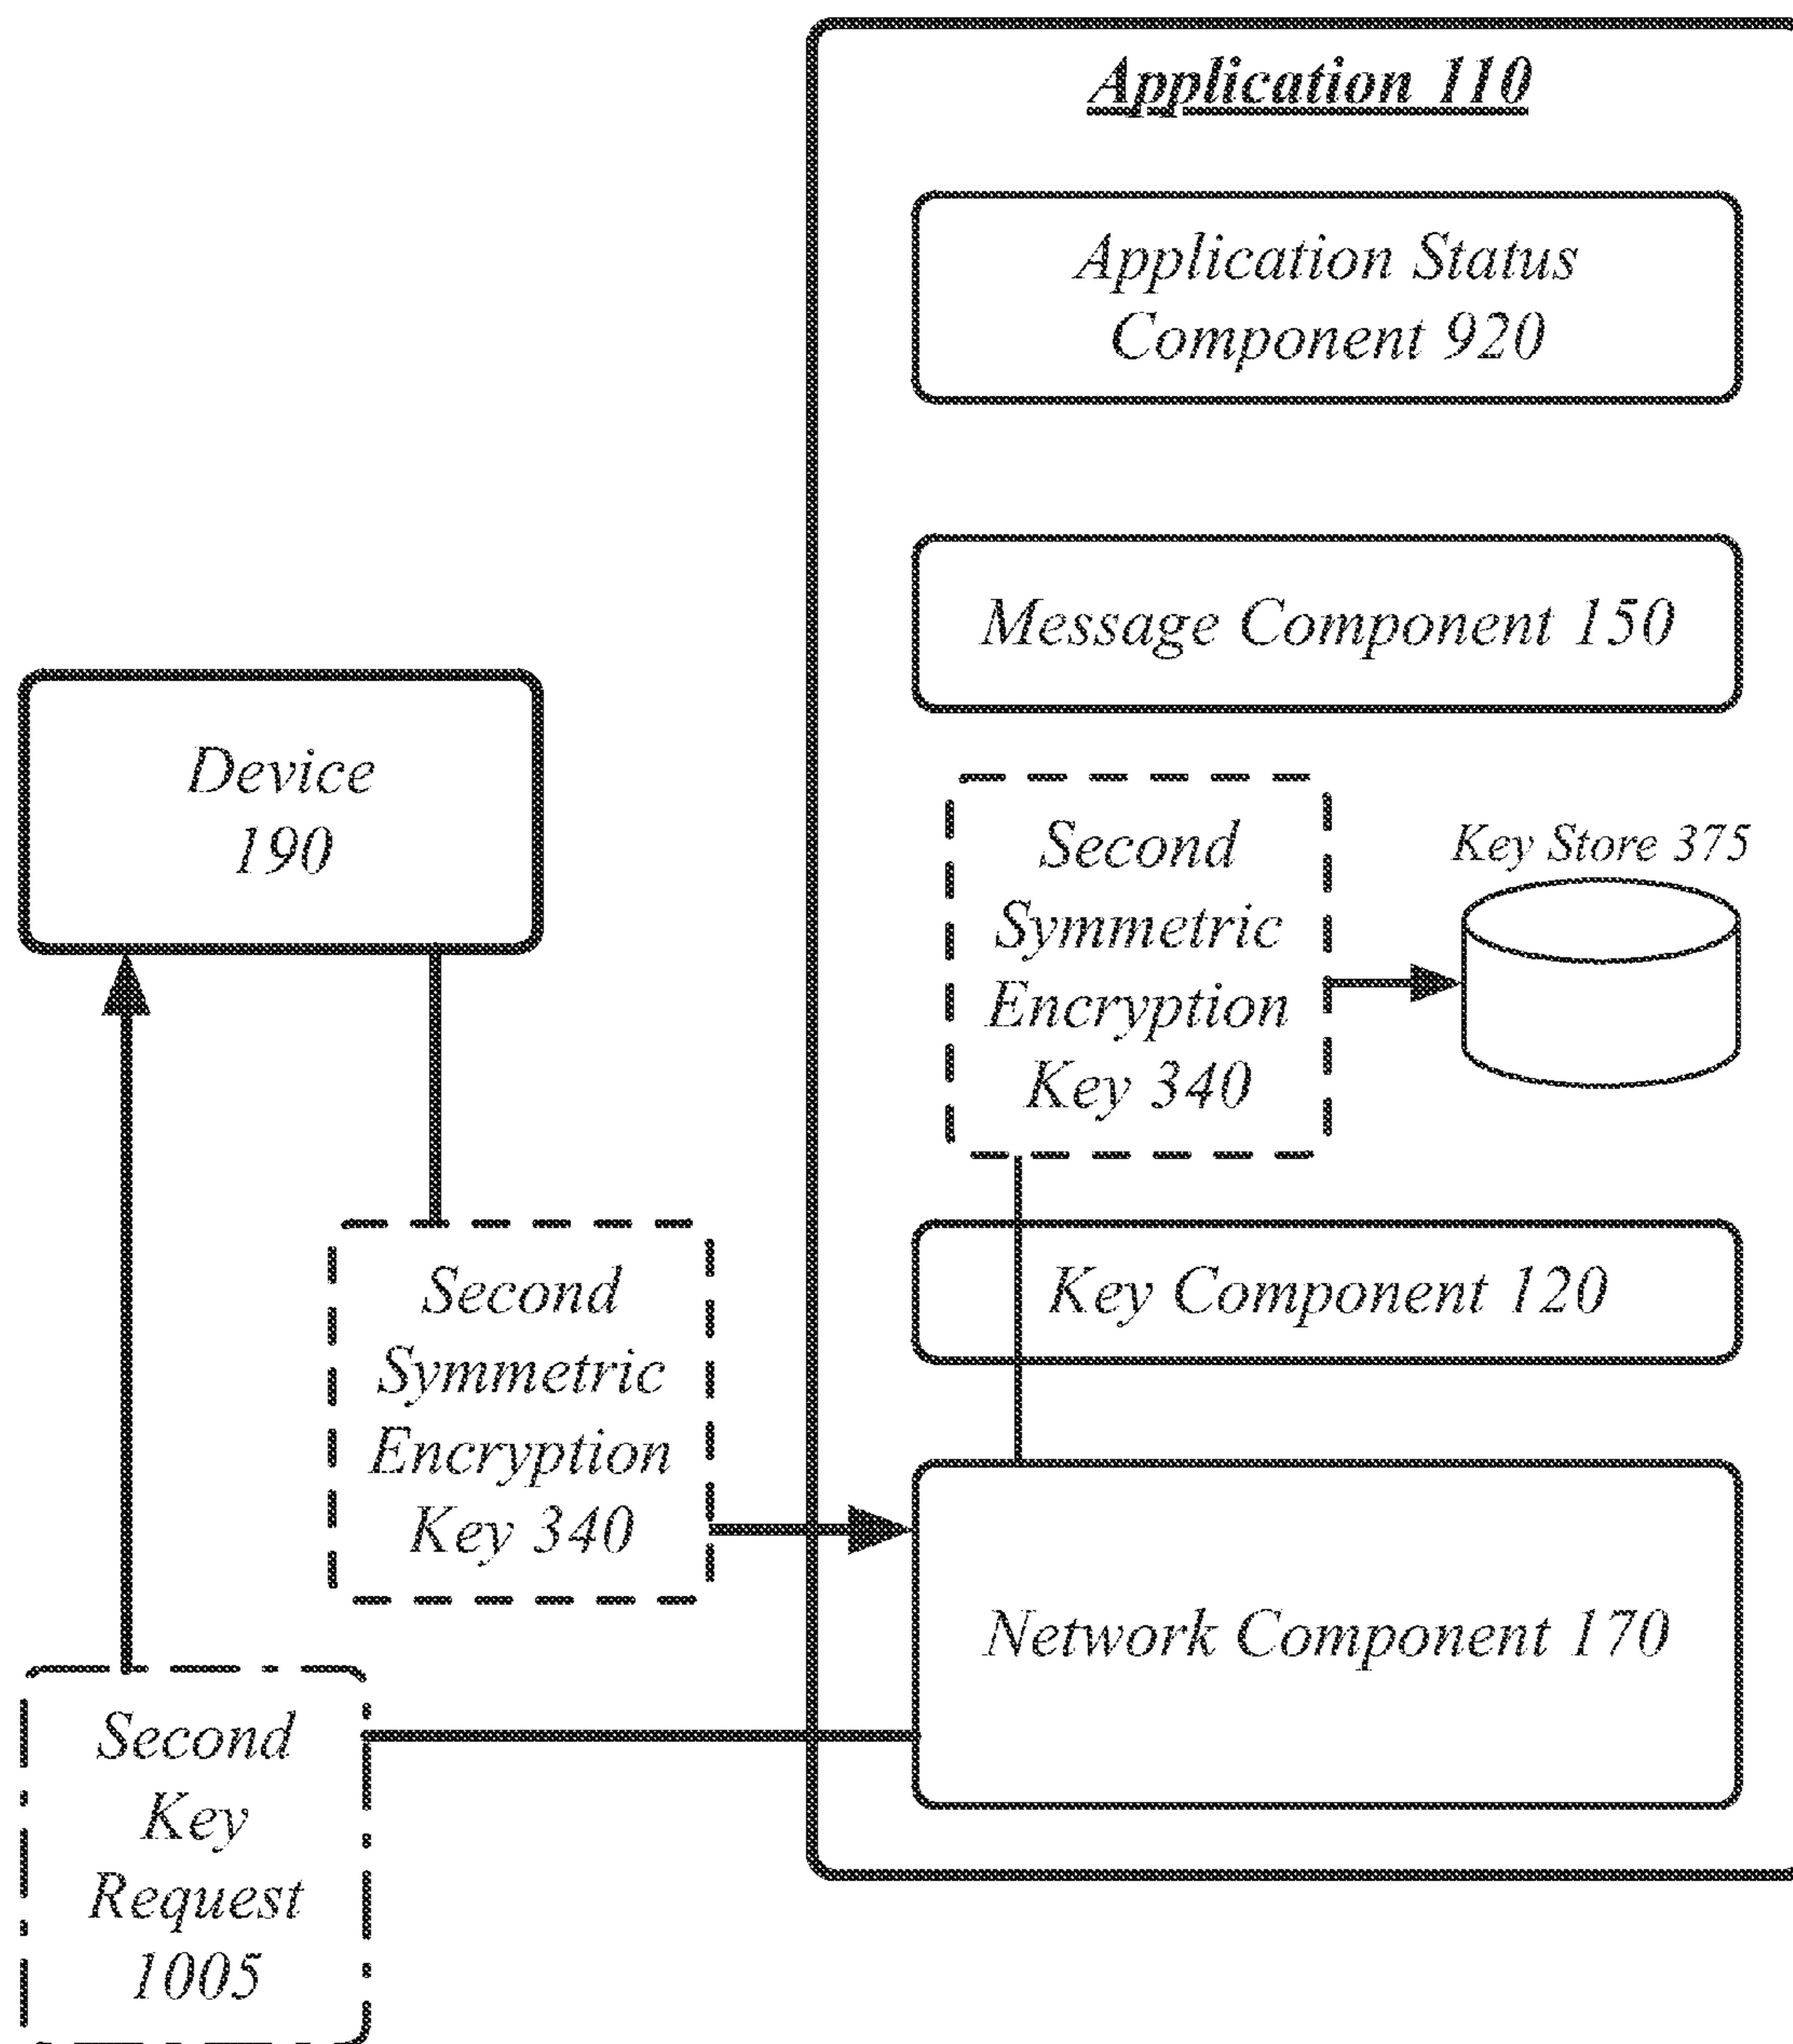 Application 110
Application Status
Component 920
Message Component 150
Device
190
Second
Symmetric
Encryption
Key 340
Key Store 375
Second
Symmetric
Encryption
Key 340
Key Component 120
Network Component 170
Second
Key
Request
1005